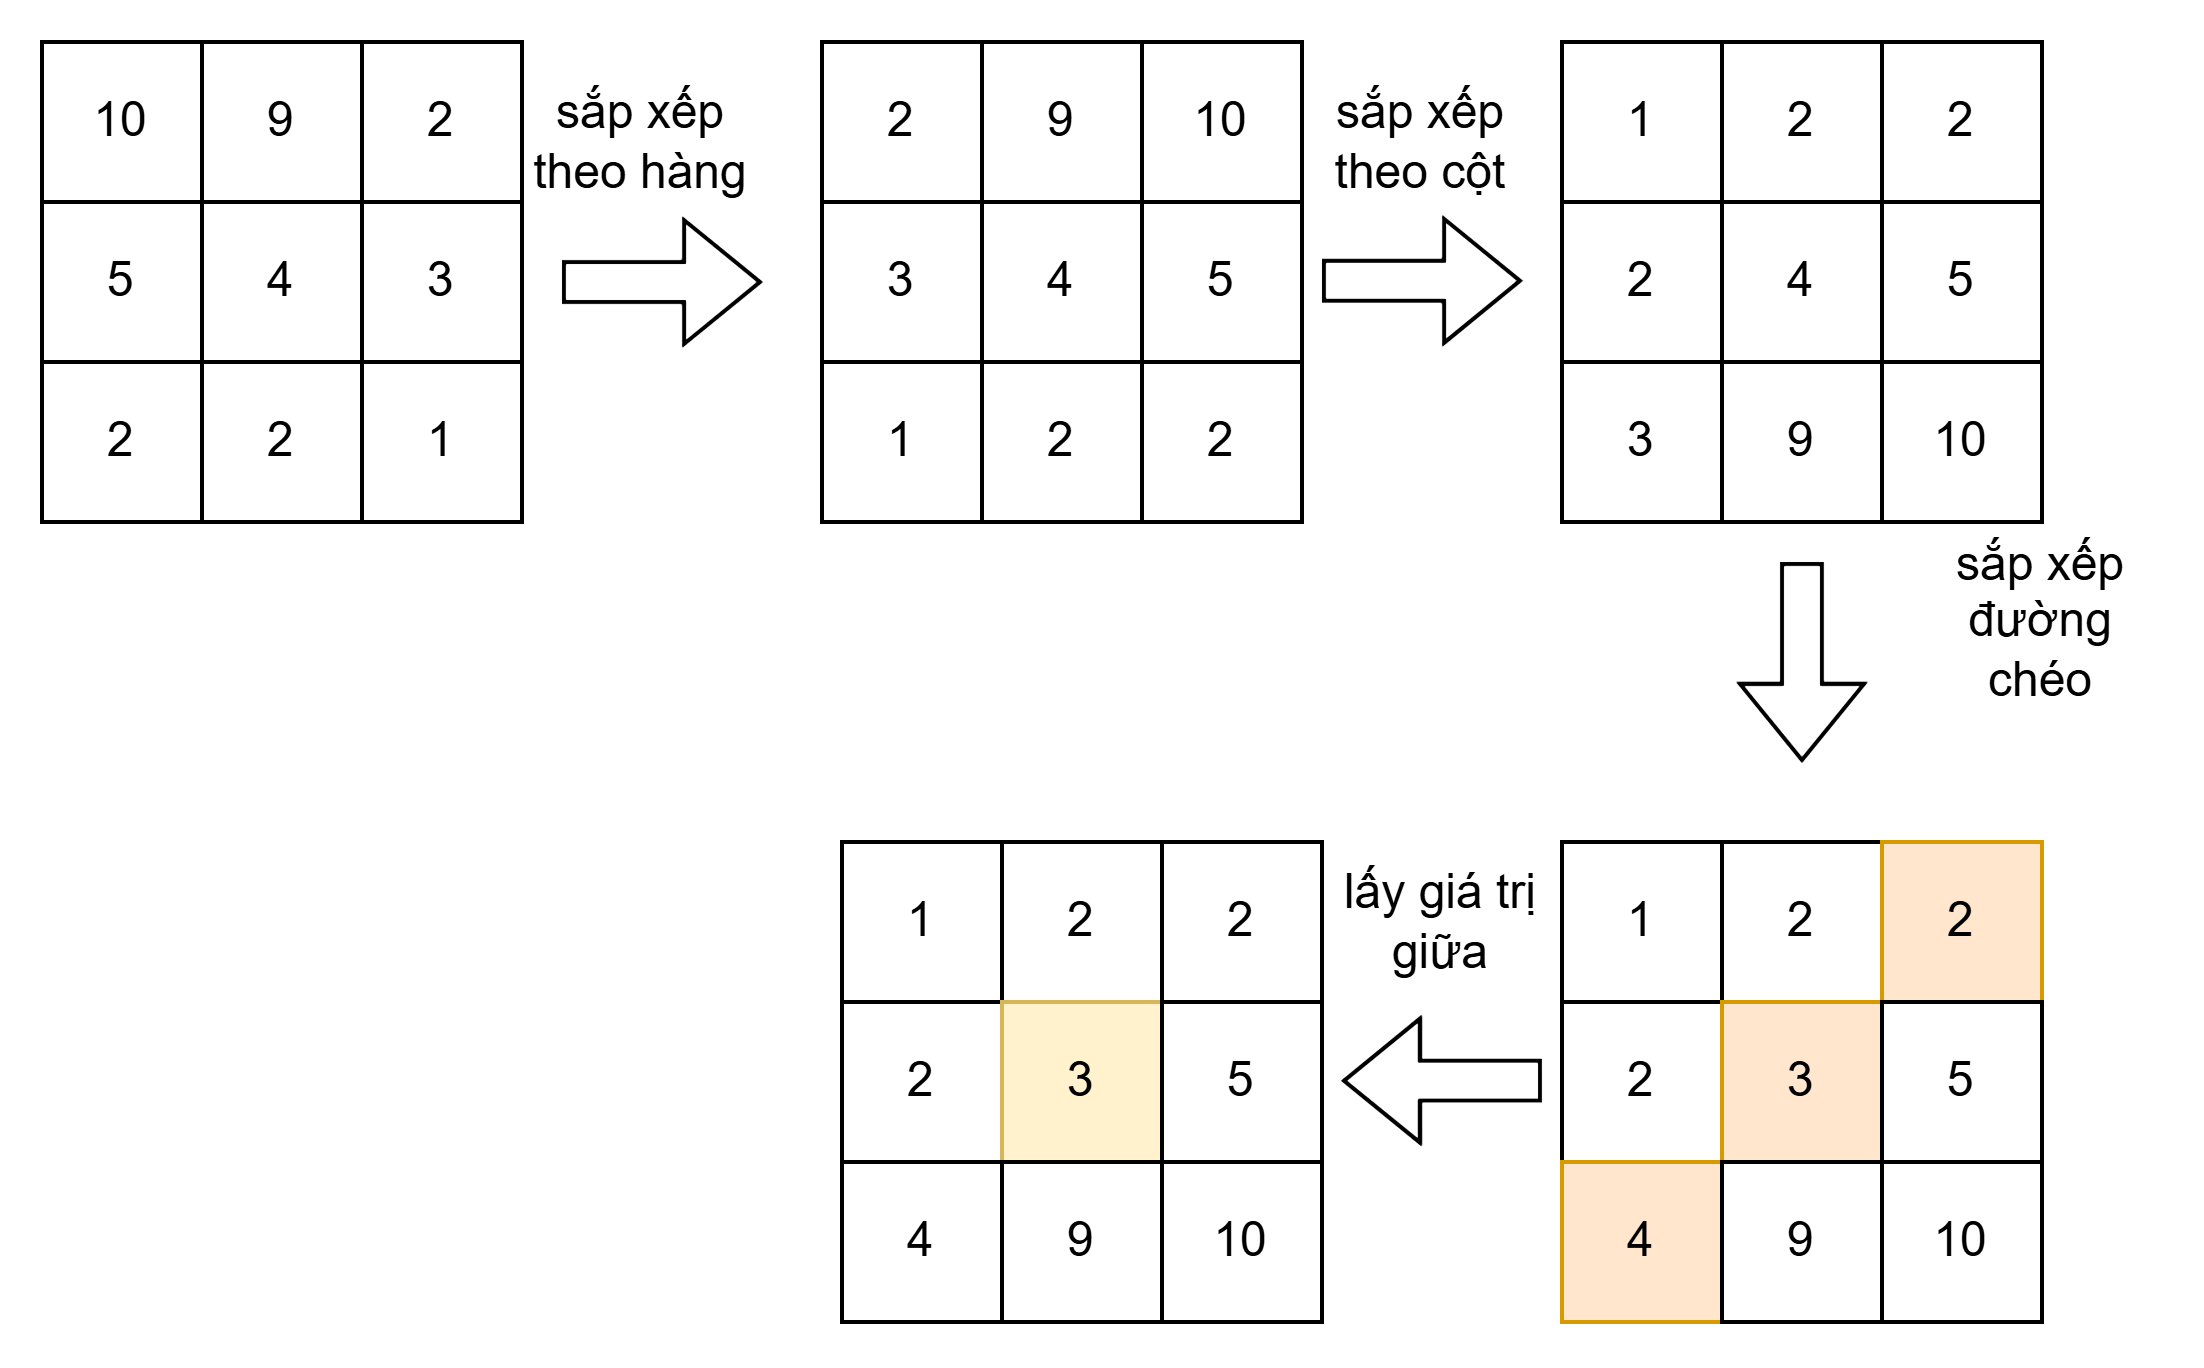 10 9 2
5 4 3
2 2 1
sắp xếp
theo hàng
2 9 10
3 4 5
1 2 2
sắp xếp
theo cột
1 2 2
2 4 5
3 9 10
sắp xếp
đường
chéo
1 2 2
2 3 5
4 9 10
lấy giá trị
giữa
1 2 2
2 3 5
4 9 10